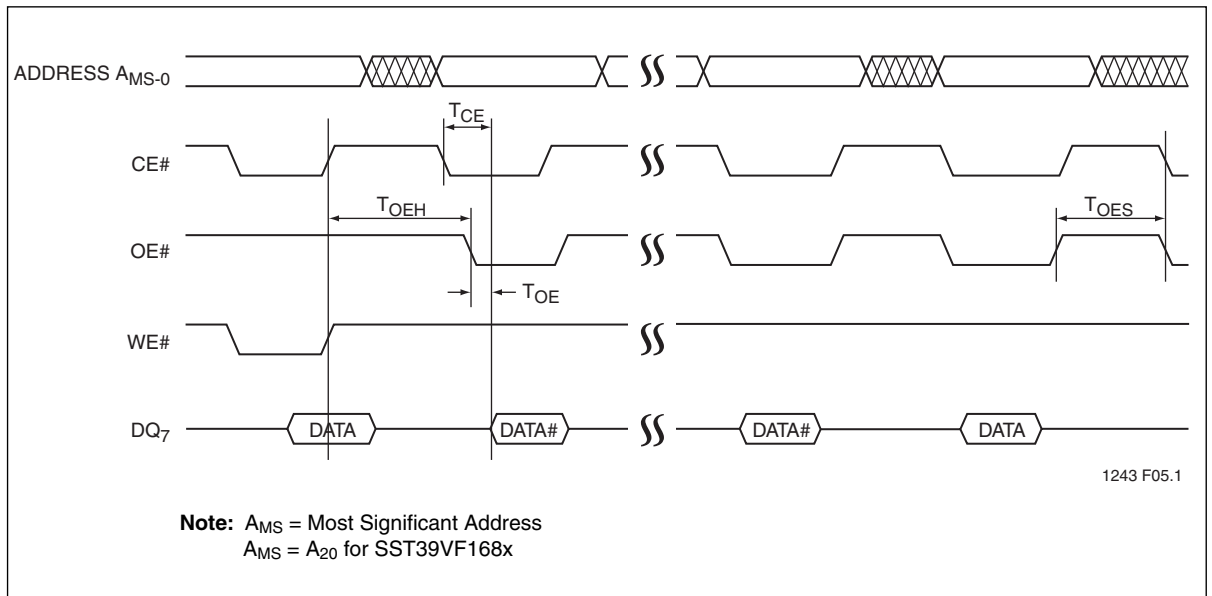 ADDRESS AMS-0
TCE
CE#
TOEH
TOES
OE#
TOE
WE#
DQ7
DATA
DATA#
DATA#
DATA
1243 F05.1
Note: AMS = Most Significant Address
AMS = A20 for SST39VF168x